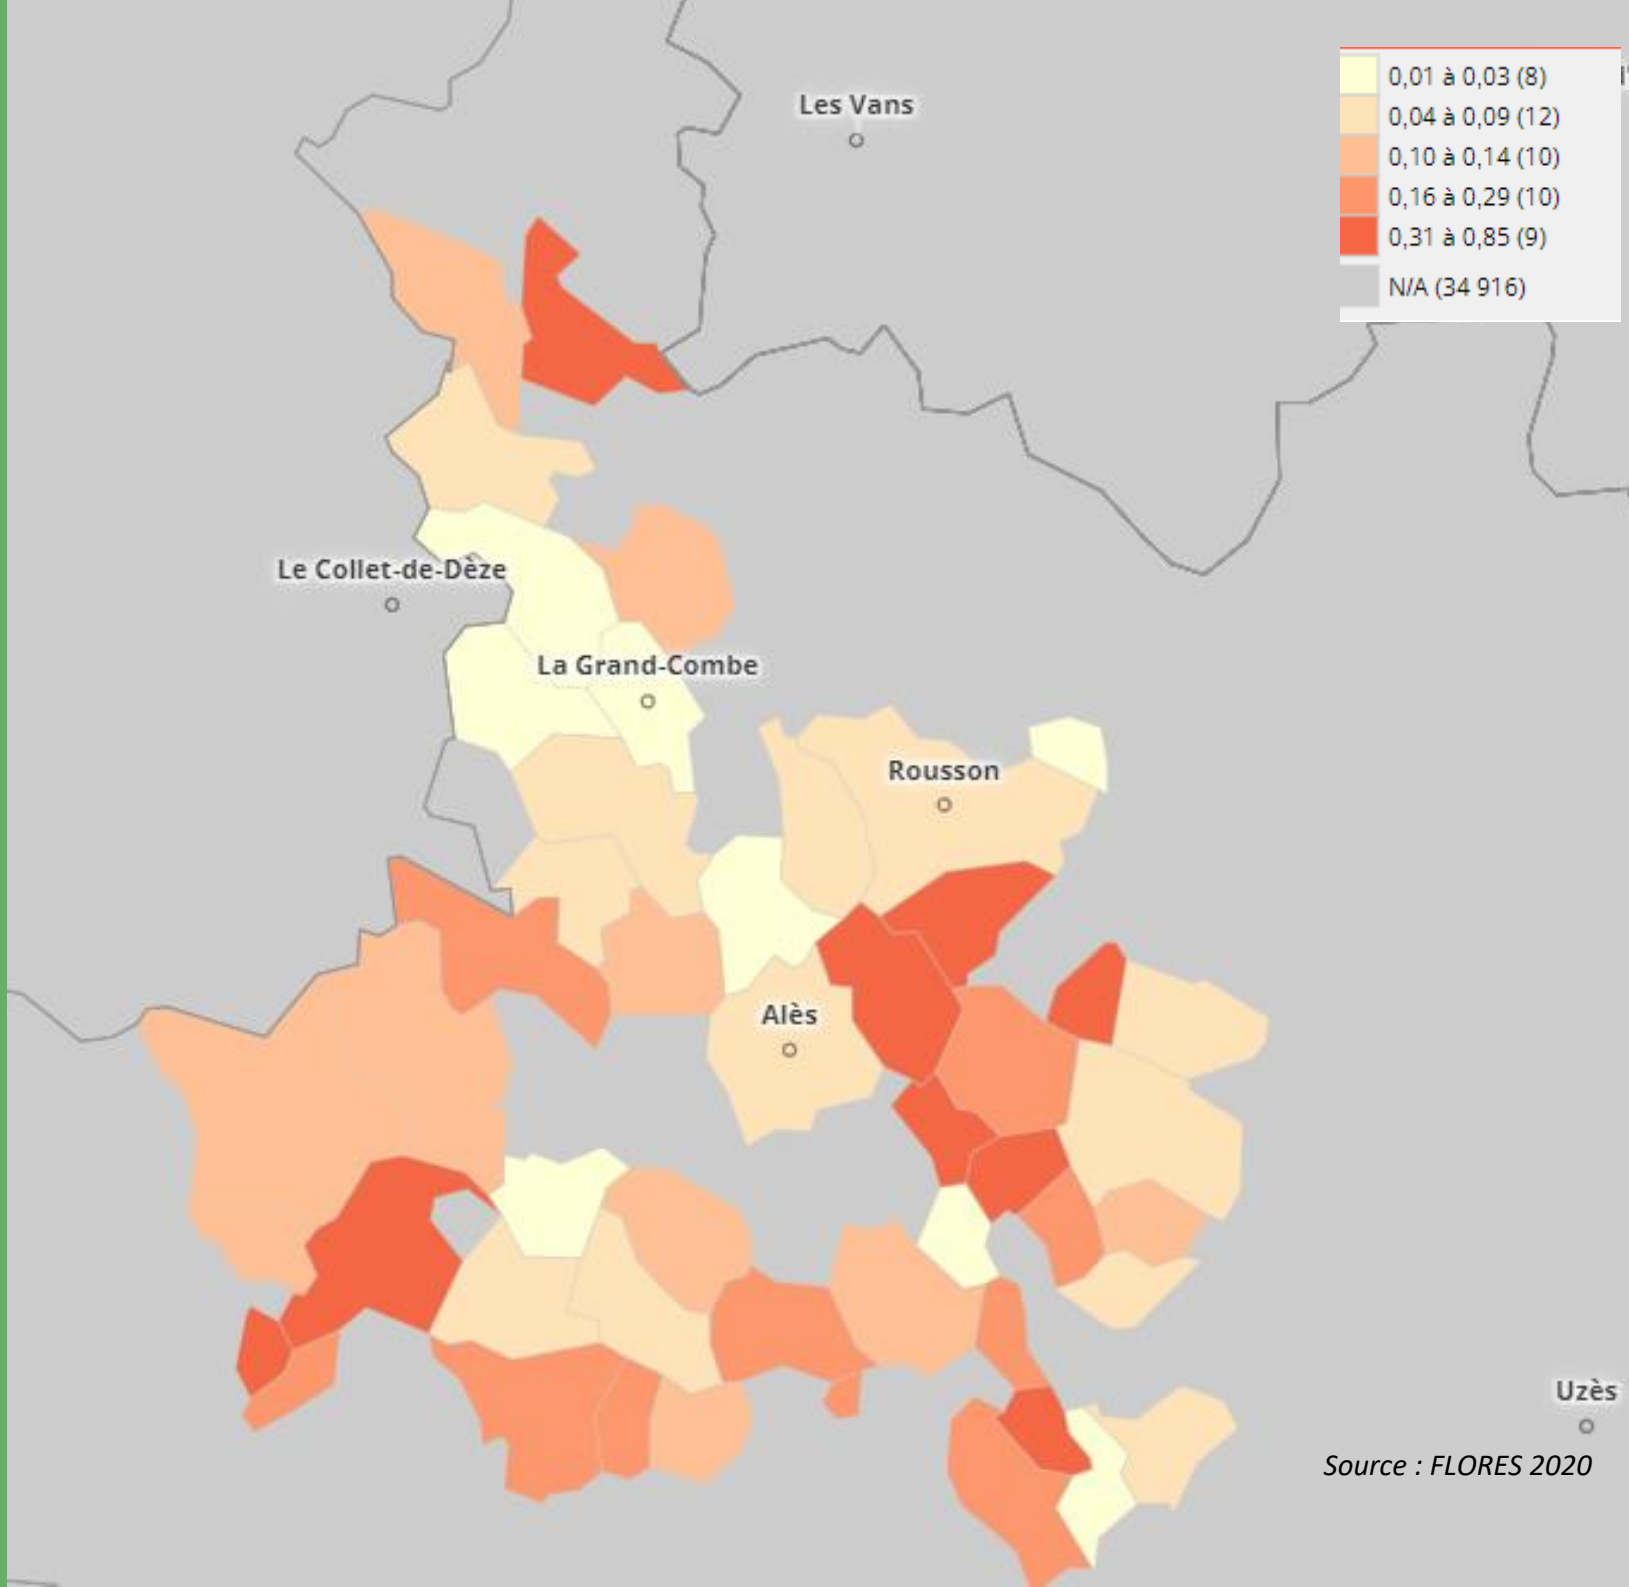 0,01 à 0,03 (8)
Les Vans
0,04 à 0,09 (12)
0,10 à 0,14 (10)
0,16 à 0,29 (10)
0,31 à 0,85 (9)
N/A (34 916)
Le Collet-de-Dèze
La Grand-Combe
Rousson
Alès
Uzès
Source : FLORES 2020